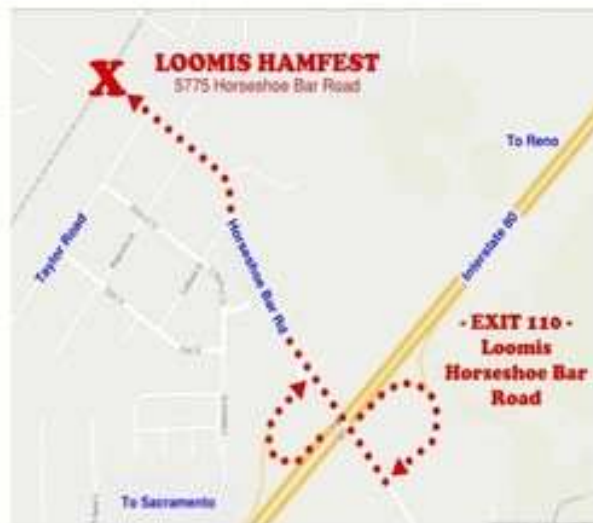 X
LOOMIS HAMFEST
5775 Horseshoe Bar Road
To Reno
Taylor Road
Horseshoe Bar Rd
Interstate 80
- EXIT 110 -
Loomis
Horseshoe Bar
Road
To Sacramento